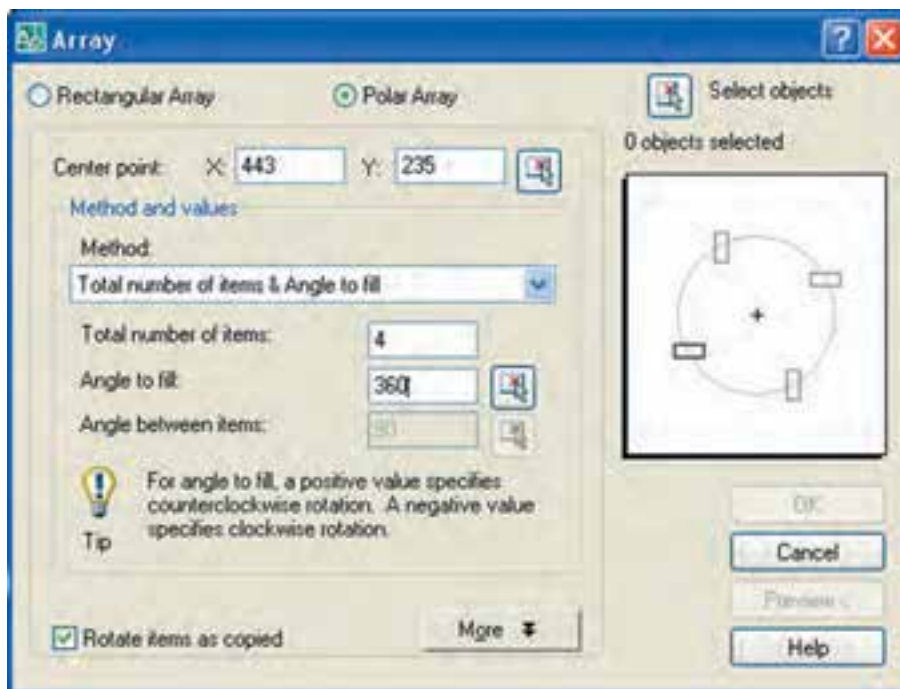 Array
Rectangular Array
Polar Array
Select objects
0 objects selected
Center point: X: 443 Y: 235
Method and values
Method:
Total number of items & Angle to fill
Total number of items: 4
Angle to fill: 360
Angle between items: 90
For angle to fill, a positive value specifies
counterclockwise rotation. A negative value
specifies clockwise rotation.
Tip
OK
Cancel
Preview <
Help
Rotate items as copied
More